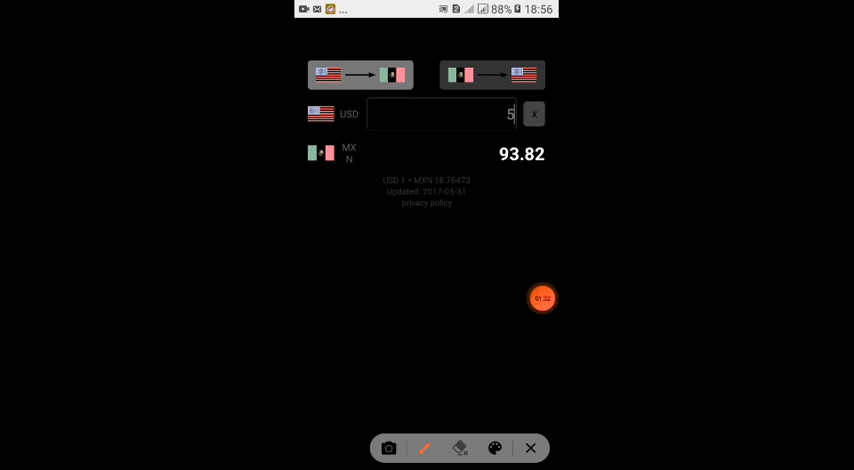 ... 88% 18:56
USD 5 x
MX
N
93.82
USD 1 = MXN 18.76473
Updated: 2017-05-31
privacy policy
01:32